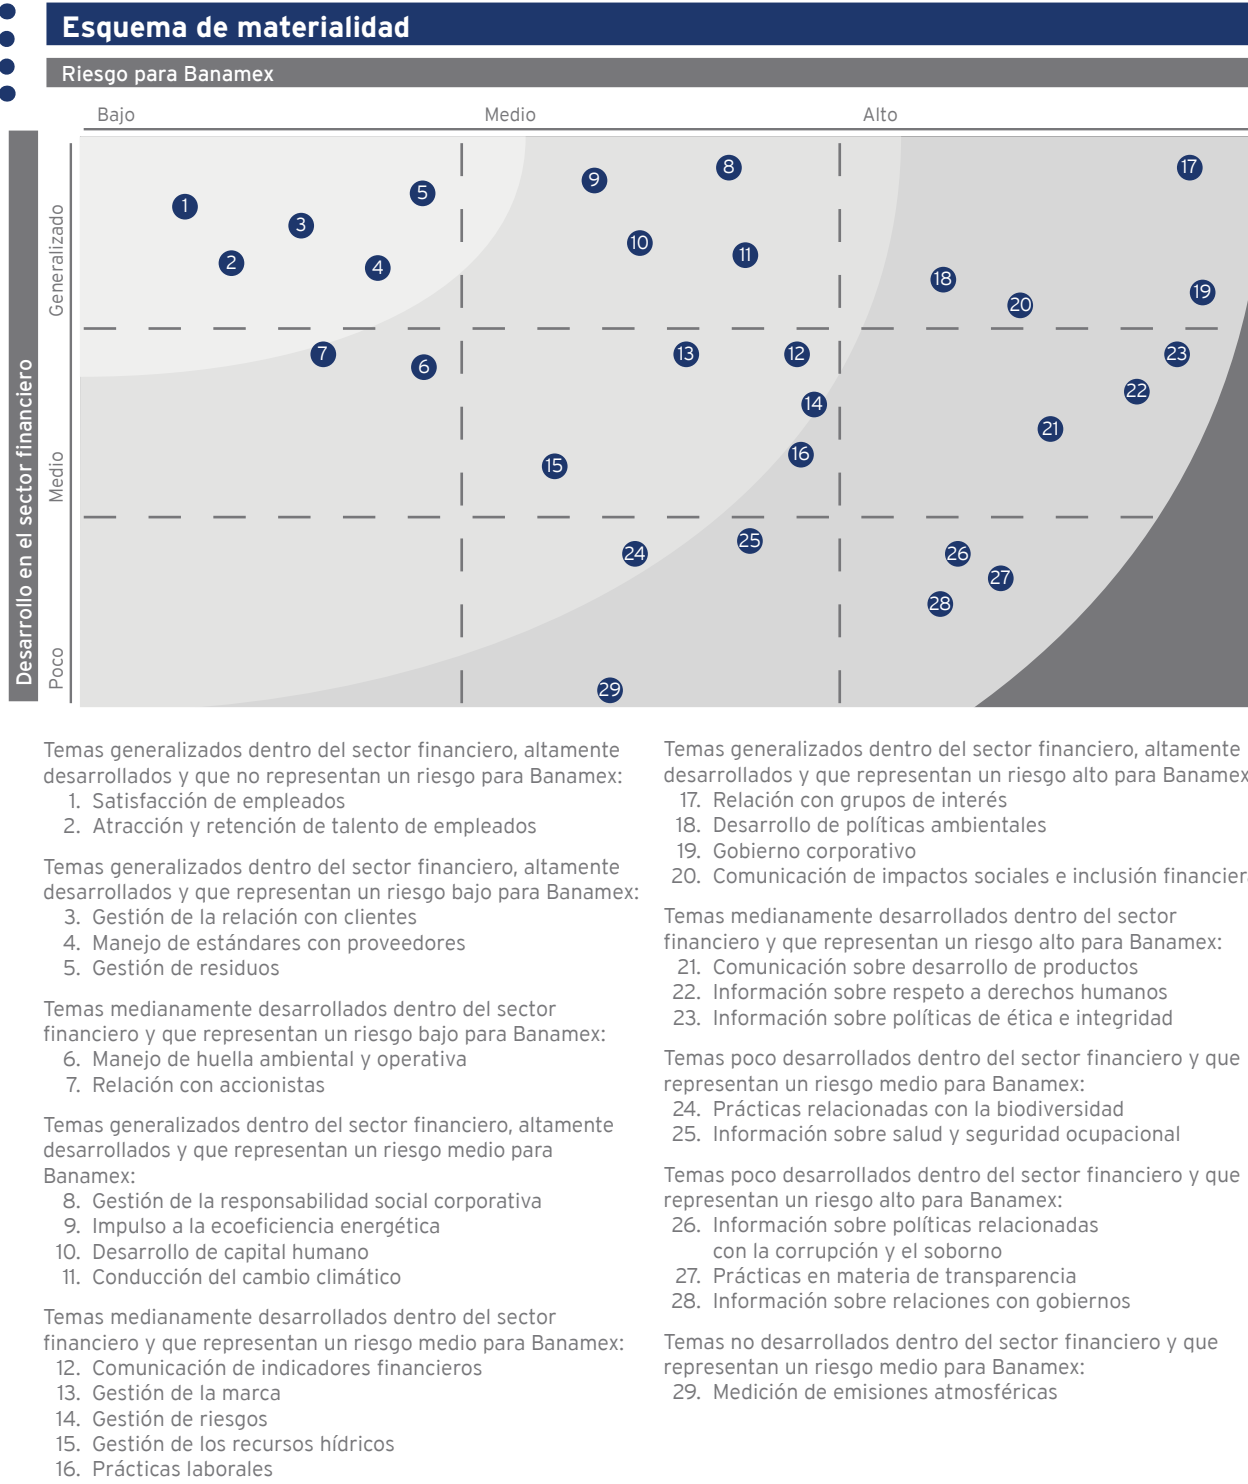 Esquema de materialidad
Riesgo para Banamex
Bajo
Medio
Alto
Desarrollo en el sector financiero
Generalizado
Medio
Poco
1
2
3
4
5
9
8
10
11
17
18
19
20
7
6
13
12
14
15
16
23
22
21
24
25
26
27
28
29
Temas generalizados dentro del sector financiero, altamente
desarrollados y que no representan un riesgo para Banamex:
1. Satisfacción de empleados
2. Atracción y retención de talento de empleados
Temas generalizados dentro del sector financiero, altamente
desarrollados y que representan un riesgo bajo para Banamex:
3. Gestión de la relación con clientes
4. Manejo de estándares con proveedores
5. Gestión de residuos
Temas medianamente desarrollados dentro del sector
financiero y que representan un riesgo bajo para Banamex:
6. Manejo de huella ambiental y operativa
7. Relación con accionistas
Temas generalizados dentro del sector financiero, altamente
desarrollados y que representan un riesgo medio para
Banamex:
8. Gestión de la responsabilidad social corporativa
9. Impulso a la ecoeficiencia energética
10. Desarrollo de capital humano
11. Conducción del cambio climático
Temas medianamente desarrollados dentro del sector
financiero y que representan un riesgo medio para Banamex:
12. Comunicación de indicadores financieros
13. Gestión de la marca
14. Gestión de riesgos
15. Gestión de los recursos hídricos
16. Prácticas laborales
Temas generalizados dentro del sector financiero, altamente
desarrollados y que representan un riesgo alto para Banamex
17. Relación con grupos de interés
18. Desarrollo de políticas ambientales
19. Gobierno corporativo
20. Comunicación de impactos sociales e inclusión financier
Temas medianamente desarrollados dentro del sector
financiero y que representan un riesgo alto para Banamex:
21. Comunicación sobre desarrollo de productos
22. Información sobre respeto a derechos humanos
23. Información sobre políticas de ética e integridad
Temas poco desarrollados dentro del sector financiero y que
representan un riesgo medio para Banamex:
24. Prácticas relacionadas con la biodiversidad
25. Información sobre salud y seguridad ocupacional
Temas poco desarrollados dentro del sector financiero y que
representan un riesgo alto para Banamex:
26. Información sobre políticas relacionadas
con la corrupción y el soborno
27. Prácticas en materia de transparencia
28. Información sobre relaciones con gobiernos
Temas no desarrollados dentro del sector financiero y que
representan un riesgo medio para Banamex:
29. Medición de emisiones atmosféricas